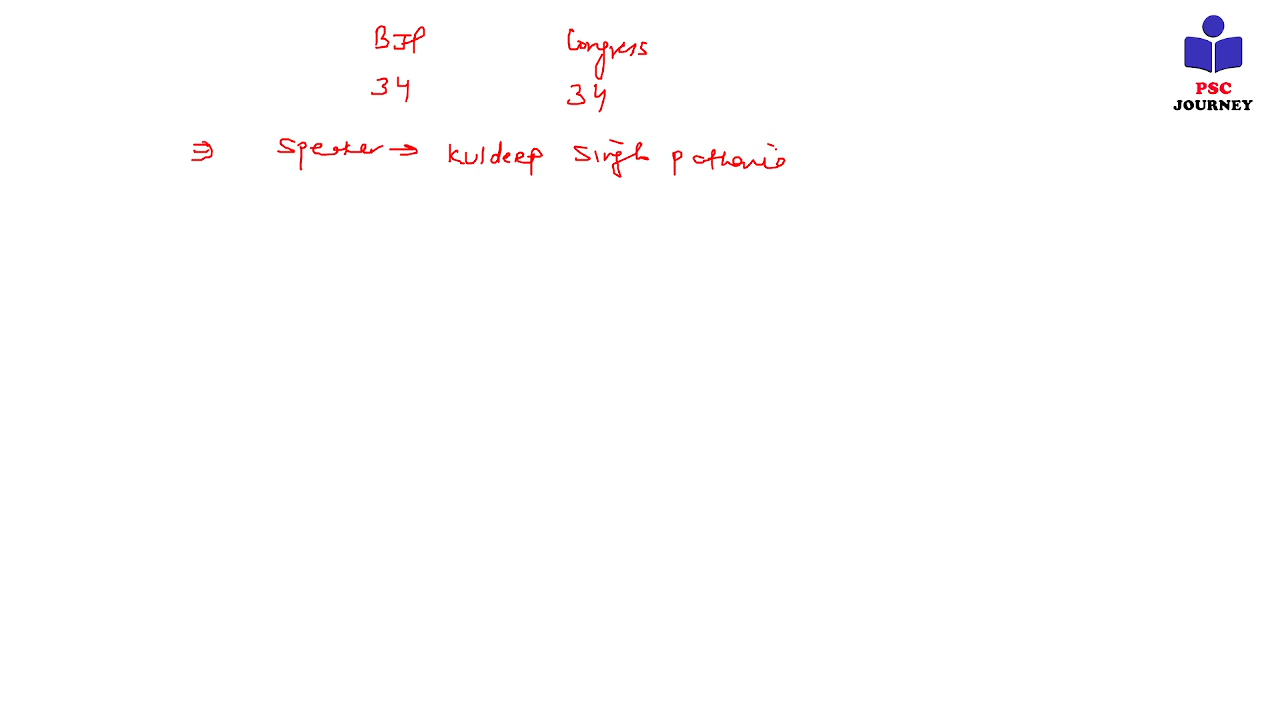 BJP Congress
34 34
⇒ Speaker → Kuldeep Singh pathania
PSC
JOURNEY